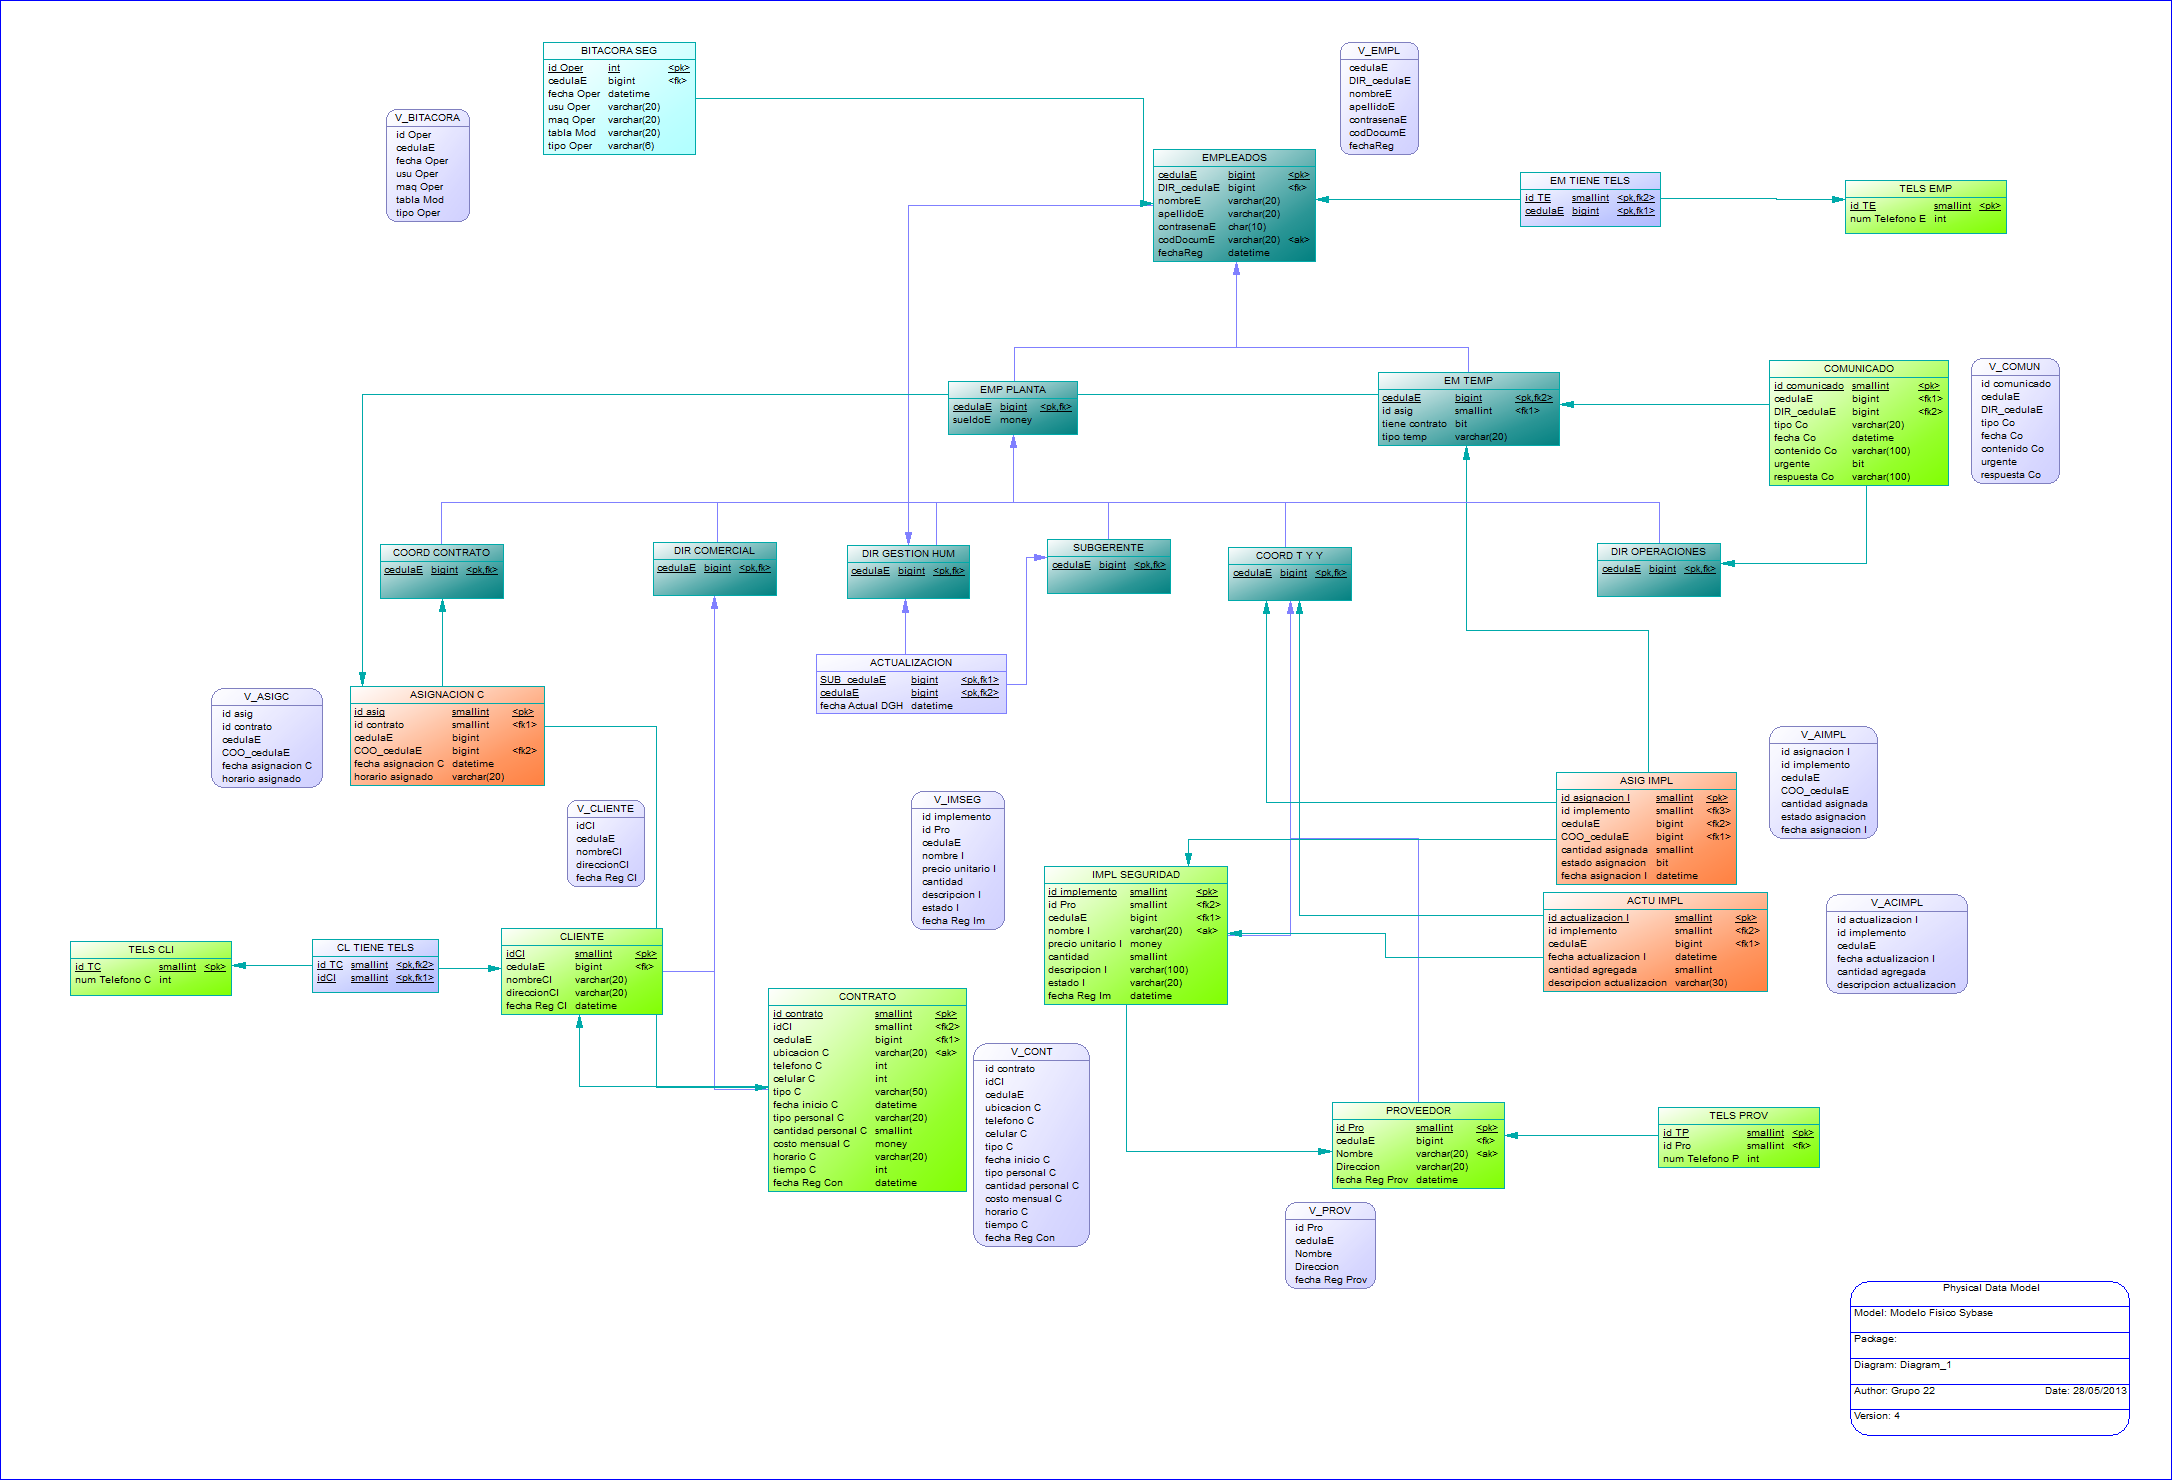 BITACORA SEG
id Oper int <pk>
cedulaE bigint <fk>
fecha Oper datetime
usu Oper varchar(20)
maq Oper varchar(20)
tabla Mod varchar(20)
tipo Oper varchar(6)
V_EMPL
cedulaE
DIR_cedulaE
nombreE
apellidoE
contrasenaE
codDocumE
fechaReg
V_BITACORA
id Oper
cedulaE
fecha Oper
usu Oper
maq Oper
tabla Mod
tipo Oper
EMPLEADOS
cedulaE bigint <pk>
DIR_cedulaE bigint <fk>
nombreE varchar(20)
apellidoE varchar(20)
contrasenaE char(10)
codDocumE varchar(20) <ak>
fechaReg datetime
EM TIENE TELS
id TE smallint <pk,fk2>
cedulaE bigint <pk,fk1>
TELS EMP
id TE smallint <pk>
num Telefono E int
EMP PLANTA
cedulaE bigint <pk,fk>
sueldoE money
EM TEMP
cedulaE bigint <pk,fk2>
id asig smallint <fk1>
tiene contrato bit
tipo temp varchar(20)
COMUNICADO
id comunicado smallint <pk>
cedulaE bigint <fk1>
DIR_cedulaE bigint <fk2>
tipo Co varchar(20)
fecha Co datetime
contenido Co varchar(100)
urgente bit
respuesta Co varchar(100)
V_COMUN
id comunicado
cedulaE
DIR_cedulaE
tipo Co
fecha Co
contenido Co
urgente
respuesta Co
COORD CONTRATO
cedulaE bigint <pk,fk>
DIR COMERCIAL
cedulaE bigint <pk,fk>
DIR GESTION HUM
cedulaE bigint <pk,fk>
SUBGERENTE
cedulaE bigint <pk,fk>
COORD T Y Y
cedulaE bigint <pk,fk>
DIR OPERACIONES
cedulaE bigint <pk,fk>
ACTUALIZACION
SUB_cedulaE bigint <pk,fk1>
cedulaE bigint <pk,fk2>
fecha Actual DGH datetime
V_ASIGC
id asig
id contrato
cedulaE
COO_cedulaE
fecha asignacion C
horario asignado
ASIGNACION C
id asig smallint <pk>
id contrato smallint <fk1>
cedulaE bigint
COO_cedulaE bigint <fk2>
fecha asignacion C datetime
horario asignado varchar(20)
V_CLIENTE
idCl
cedulaE
nombreCl
direccionCl
fecha Reg Cl
V_IMSEG
id implemento
id Pro
cedulaE
nombre I
precio unitario I
cantidad
descripcion I
estado I
fecha Reg Im
ASIG IMPL
id asignacion I smallint <pk>
id implemento smallint <fk3>
cedulaE bigint <fk2>
COO_cedulaE bigint <fk1>
cantidad asignada smallint
estado asignacion bit
fecha asignacion I datetime
V_AIMPL
id asignacion I
id implemento
cedulaE
COO_cedulaE
cantidad asignada
estado asignacion
fecha asignacion I
IMPL SEGURIDAD
id implemento smallint <pk>
id Pro smallint <fk2>
cedulaE bigint <fk1>
nombre I varchar(20) <ak>
precio unitario I money
cantidad smallint
descripcion I varchar(100)
estado I varchar(20)
fecha Reg Im datetime
ACTU IMPL
id actualizacion I smallint <pk>
id implemento smallint <fk2>
cedulaE bigint <fk1>
fecha actualizacion I datetime
cantidad agregada smallint
descripcion actualizacion varchar(30)
V_ACIMPL
id actualizacion I
id implemento
cedulaE
fecha actualizacion I
cantidad agregada
descripcion actualizacion
TELS CLI
id TC smallint <pk>
num Telefono C int
CL TIENE TELS
id TC smallint <pk,fk2>
idCl smallint <pk,fk1>
CLIENTE
idCl smallint <pk>
cedulaE bigint <fk>
nombreCl varchar(20)
direccionCl varchar(20)
fecha Reg Cl datetime
CONTRATO
id contrato smallint <pk>
idCl smallint <fk2>
cedulaE bigint <fk1>
ubicacion C varchar(20) <ak>
telefono C int
celular C int
tipo C varchar(50)
fecha inicio C datetime
tipo personal C varchar(20)
cantidad personal C smallint
costo mensual C money
horario C varchar(20)
tiempo C int
fecha Reg Con datetime
V_CONT
id contrato
idCl
cedulaE
ubicacion C
telefono C
celular C
tipo C
fecha inicio C
tipo personal C
cantidad personal C
costo mensual C
horario C
tiempo C
fecha Reg Con
PROVEEDOR
id Pro smallint <pk>
cedulaE bigint <fk>
Nombre varchar(20) <ak>
Direccion varchar(20)
fecha Reg Prov datetime
TELS PROV
id TP smallint <pk>
id Pro smallint <fk>
num Telefono P int
V_PROV
id Pro
cedulaE
Nombre
Direccion
fecha Reg Prov
Physical Data Model
Model: Modelo Fisico Sybase
Package:
Diagram: Diagram_1
Author: Grupo 22 Date: 28/05/2013
Version: 4